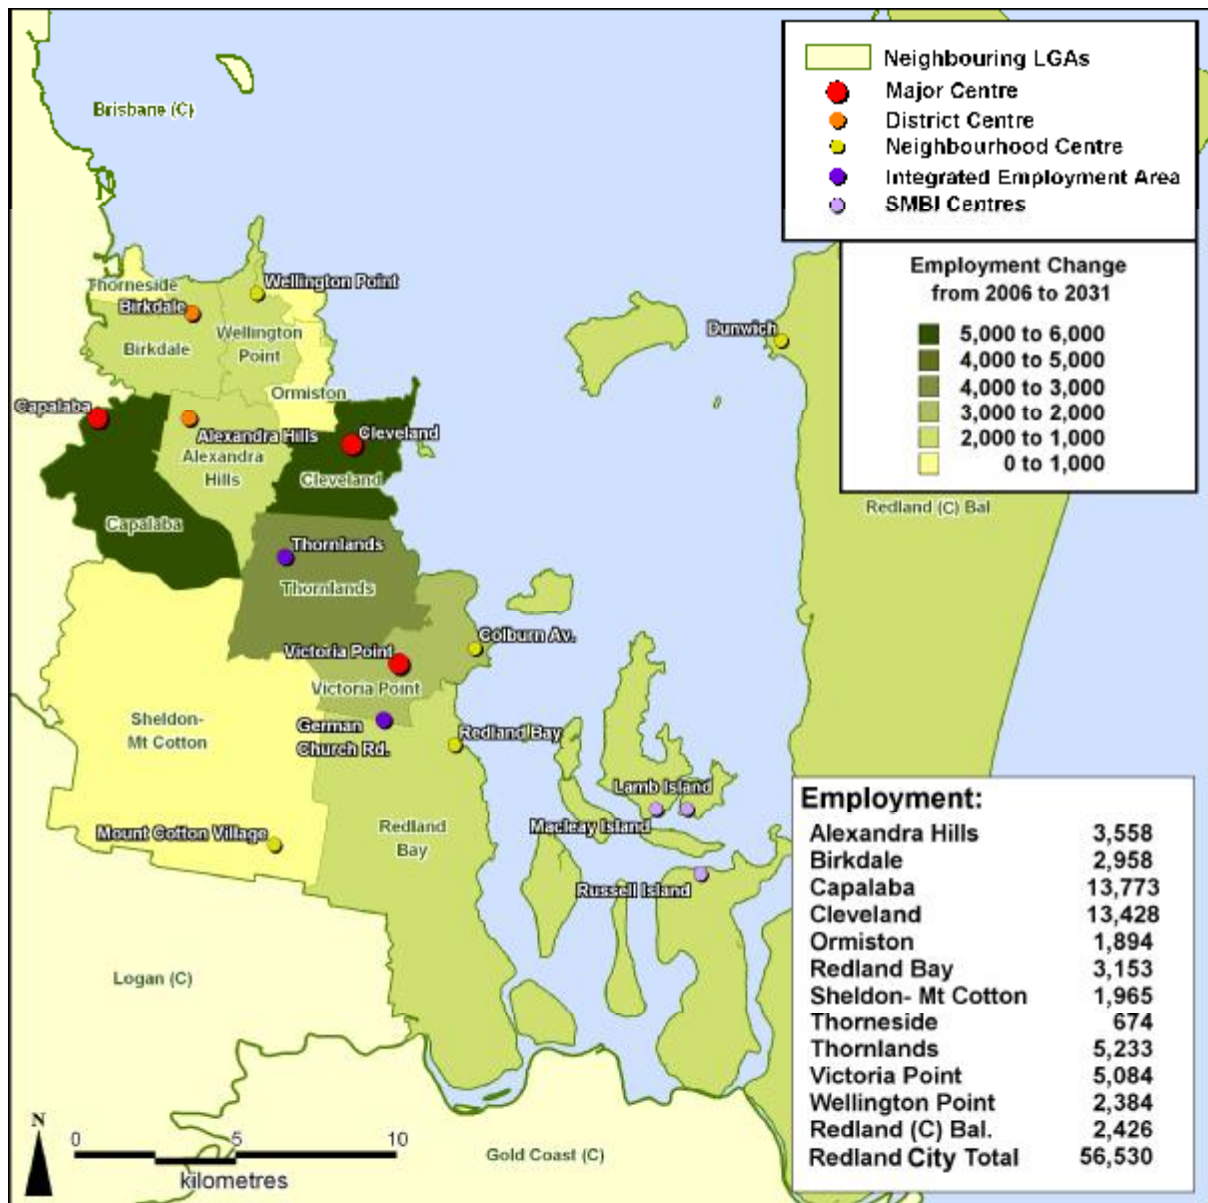 Neighbouring LGAs
Major Centre
District Centre
Neighbourhood Centre
Integrated Employment Area
SMBI Centres
Employment Change
from 2006 to 2031
5,000 to 6,000
4,000 to 5,000
4,000 to 3,000
3,000 to 2,000
2,000 to 1,000
0 to 1,000
Brisbane (C)
Thorneside
Wellington Point
Birkdale
Birkdale
Wellington
Point
Dunwich
Ormiston
Capalaba
Alexandra Hills
Alexandra
Hills
Cleveland
Cleveland
Capalaba
Redland (C) Bal
Thornlands
Thornlands
Colburn Av.
Victoria Point
Victoria Point
Sheldon-
Mt Cotton
German
Church Rd.
Redland Bay
Lamb Island
Macleay Island
Mount Cotton Village
Redland
Bay
Russell Island
Logan (C)
Gold Coast (C)
N
0 5 10
kilometres
Employment:
Alexandra Hills 3,558
Birkdale 2,958
Capalaba 13,773
Cleveland 13,428
Ormiston 1,894
Redland Bay 3,153
Sheldon- Mt Cotton 1,965
Thorneside 674
Thornlands 5,233
Victoria Point 5,084
Wellington Point 2,384
Redland (C) Bal. 2,426
Redland City Total 56,530